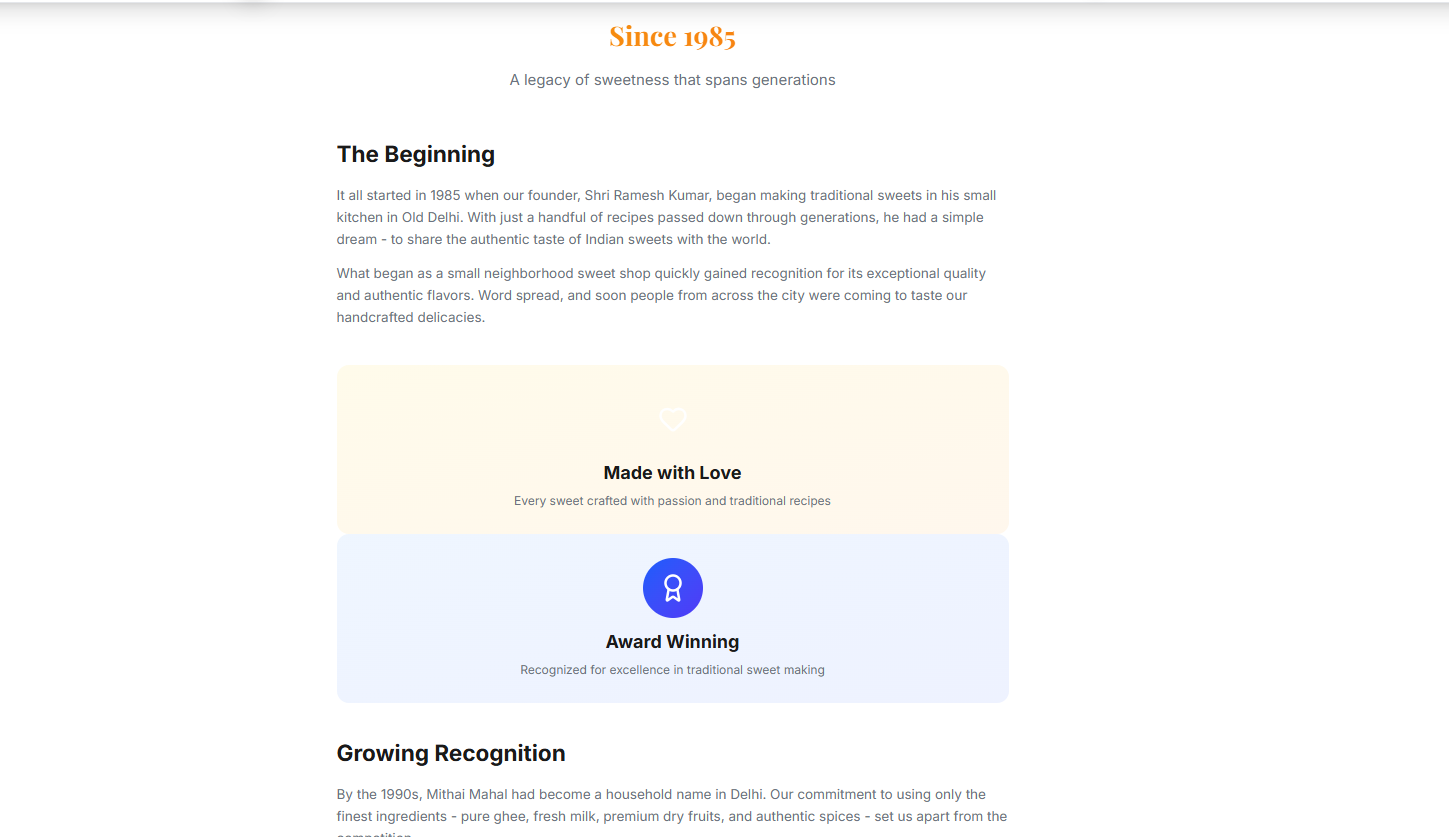 Since 1985
A legacy of sweetness that spans generations
The Beginning
It all started in 1985 when our founder, Shri Ramesh Kumar, began making traditional sweets in his small
kitchen in Old Delhi. With just a handful of recipes passed down through generations, he had a simple
dream - to share the authentic taste of Indian sweets with the world.
What began as a small neighborhood sweet shop quickly gained recognition for its exceptional quality
and authentic flavors. Word spread, and soon people from across the city were coming to taste our
handcrafted delicacies.
Made with Love
Every sweet crafted with passion and traditional recipes
Award Winning
Recognized for excellence in traditional sweet making
Growing Recognition
By the 1990s, Mithai Mahal had become a household name in Delhi. Our commitment to using only the
finest ingredients - pure ghee, fresh milk, premium dry fruits, and authentic spices - set us apart from the
competition.